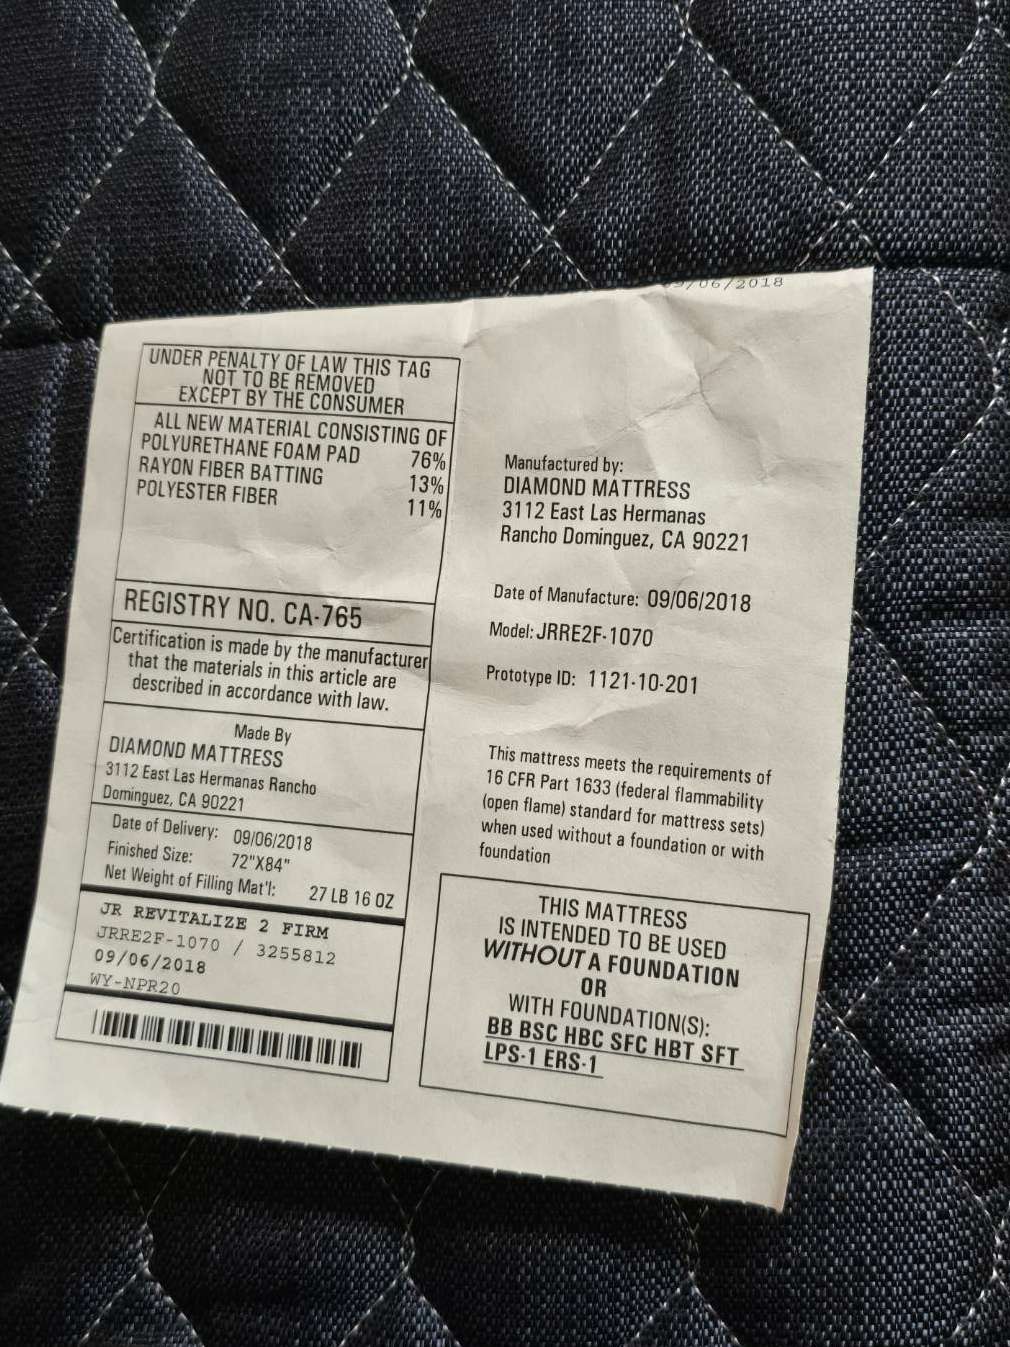 9/06/2018
UNDER PENALTY OF LAW THIS TAG
NOT TO BE REMOVED
EXCEPT BY THE CONSUMER
ALL NEW MATERIAL CONSISTING OF
POLYURETHANE FOAM PAD 76%
RAYON FIBER BATTING 13%
POLYESTER FIBER 11%
REGISTRY NO. CA-765
Certification is made by the manufacturer
that the materials in this article are
described in accordance with law.
Made By
DIAMOND MATTRESS
3112 East Las Hermanas Rancho
Dominguez, CA 90221
Date of Delivery: 09/06/2018
Finished Size: 72"X84"
Net Weight of Filling Mat'l: 27 LB 16 OZ
JR REVITALIZE 2 FIRM
JRRE2F-1070 / 3255812
09/06/2018
WY-NPR20
Manufactured by:
DIAMOND MATTRESS
3112 East Las Hermanas
Rancho Dominguez, CA 90221
Date of Manufacture: 09/06/2018
Model: JRRE2F-1070
Prototype ID: 1121-10-201
This mattress meets the requirements of
16 CFR Part 1633 (federal flammability
(open flame) standard for mattress sets)
when used without a foundation or with
foundation
THIS MATTRESS
IS INTENDED TO BE USED
WITHOUT A FOUNDATION
OR
WITH FOUNDATION(S):
BB BSC HBC SFC HBT SFT
LPS-1 ERS-1